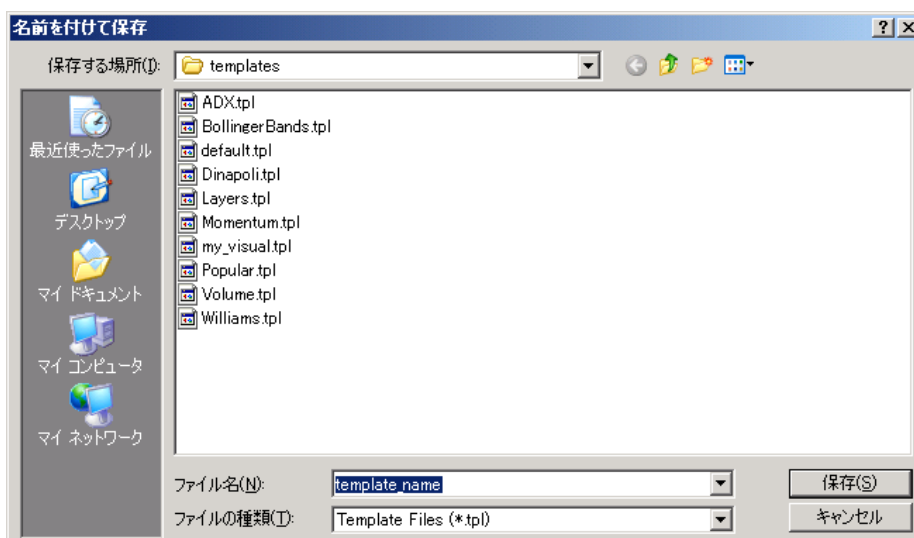 名前を付けて保存
保存する場所(I): templates
最近使ったファイル
デスクトップ
マイ ドキュメント
マイ コンピュータ
マイ ネットワーク
ADX.tpl
BollingerBands.tpl
default.tpl
Dinapoli.tpl
Layers.tpl
Momentum.tpl
my_visual.tpl
Popular.tpl
Volume.tpl
Williams.tpl
ファイル名(N): template_name 保存(S)
ファイルの種類(T): Template Files (*.tpl) キャンセル